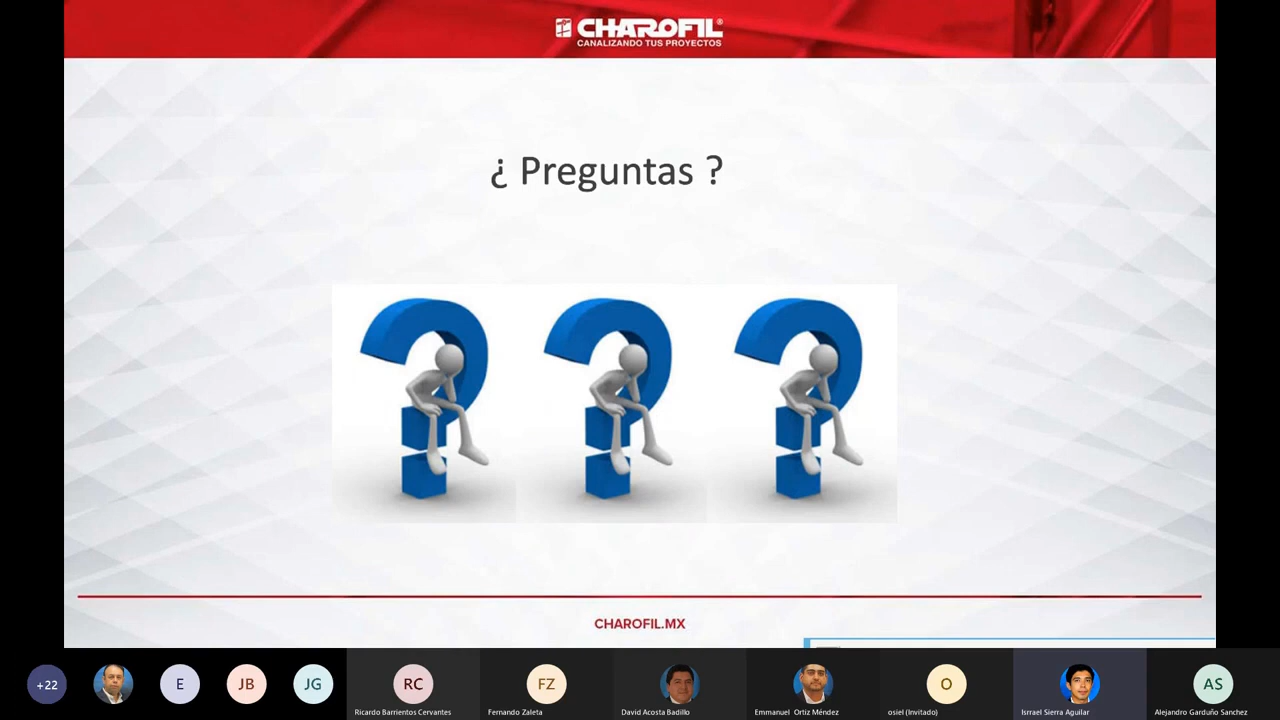 CHAROFIL®
CANALIZANDO TUS PROYECTOS
¿ Preguntas ?
CHAROFIL.MX
+22
E
JB
JG
RC
Ricardo Barrientos Cervantes
FZ
Fernando Zaleta
David Acosta Badillo
Emmanuel Ortiz Méndez
O
osiel (Invitado)
Isrrael Sierra Aguilar
AS
Alejandro Garduño Sanchez